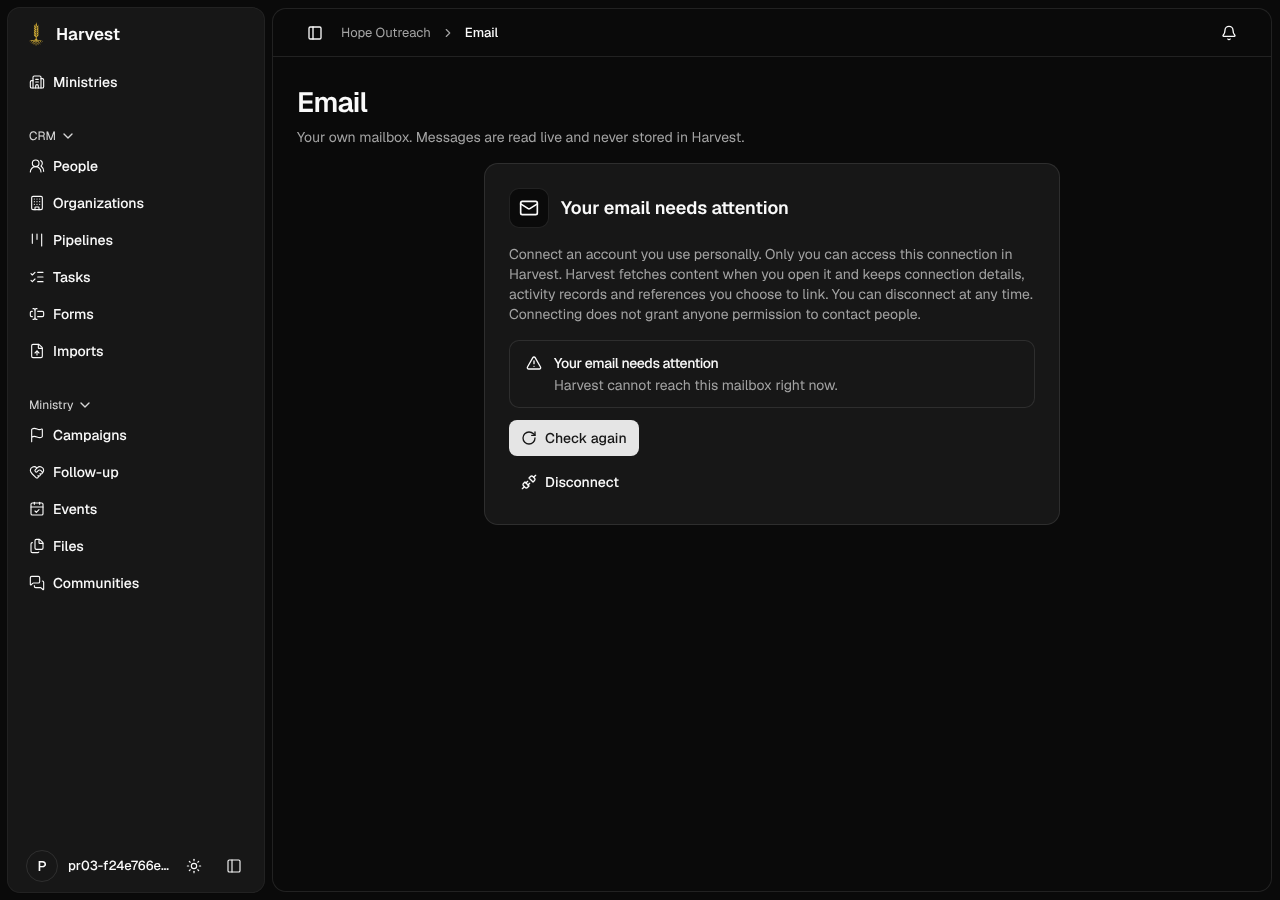 Harvest
Ministries
CRM
People
Organizations
Pipelines
Tasks
Forms
Imports
Ministry
Campaigns
Follow-up
Events
Files
Communities
P pr03-f24e766e…
Hope Outreach > Email
Email
Your own mailbox. Messages are read live and never stored in Harvest.
Your email needs attention
Connect an account you use personally. Only you can access this connection in
Harvest. Harvest fetches content when you open it and keeps connection details,
activity records and references you choose to link. You can disconnect at any time.
Connecting does not grant anyone permission to contact people.
Your email needs attention
Harvest cannot reach this mailbox right now.
Check again
Disconnect